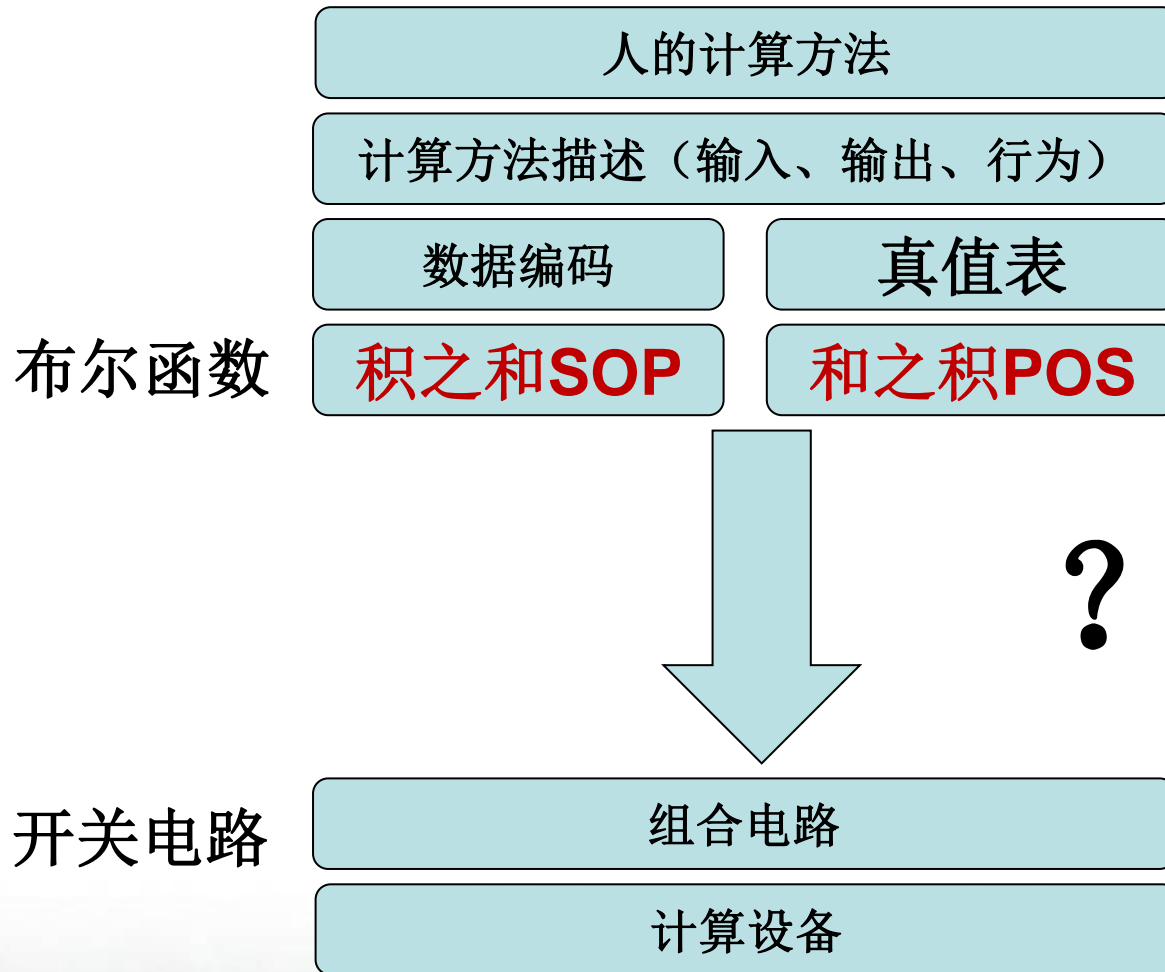 人的计算方法
计算方法描述（输入、输出、行为）
数据编码
真值表
布尔函数
积之和SOP
和之积POS
？
开关电路
组合电路
计算设备